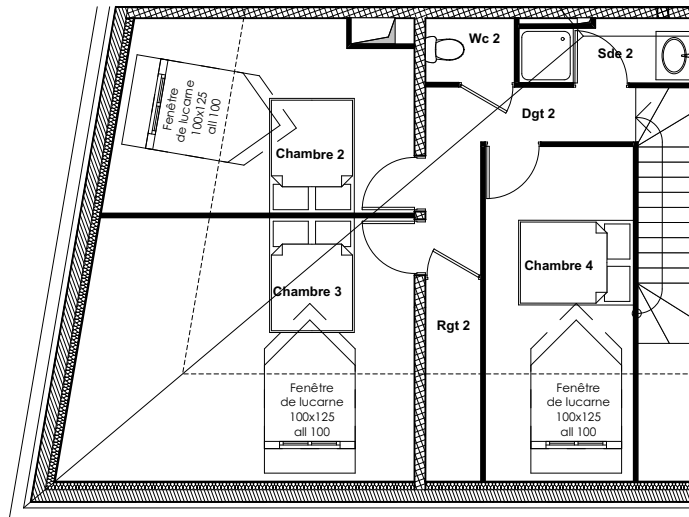 Wc 2
Sde 2
Fenêtre
de lucarne
100x125
all 100
Dgt 2
Chambre 2
Chambre 4
Chambre 3
Rgt 2
Fenêtre
de lucarne
100x125
all 100
Fenêtre
de lucarne
100x125
all 100